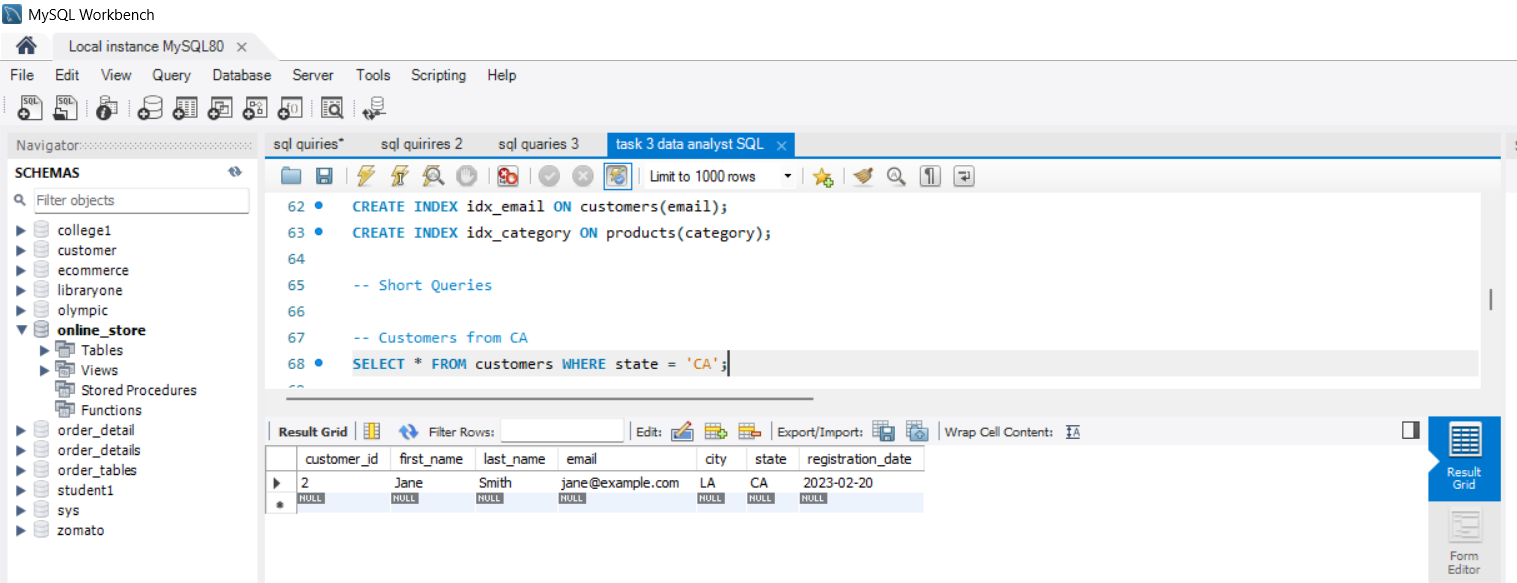 MySQL Workbench
Local instance MySQL80
File Edit View Query Database Server Tools Scripting Help
Navigator
SCHEMAS
Filter objects
college1
customer
ecommerce
libraryone
olympic
online_store
Tables
Views
Stored Procedures
Functions
order_detail
order_details
order_tables
student1
sys
zomato
sql quiries* sql quirires 2 sql quaries 3 task 3 data analyst SQL
Limit to 1000 rows
62 CREATE INDEX idx_email ON customers(email);
63 CREATE INDEX idx_category ON products(category);
64
65 -- Short Queries
66
67 -- Customers from CA
68 SELECT * FROM customers WHERE state = 'CA';
Result Grid Filter Rows: Edit: Export/Import: Wrap Cell Content:
customer_id first_name last_name email city state registration_date
2 Jane Smith jane@example.com LA CA 2023-02-20
NULL NULL NULL NULL NULL NULL NULL
Result
Grid
Form
Editor